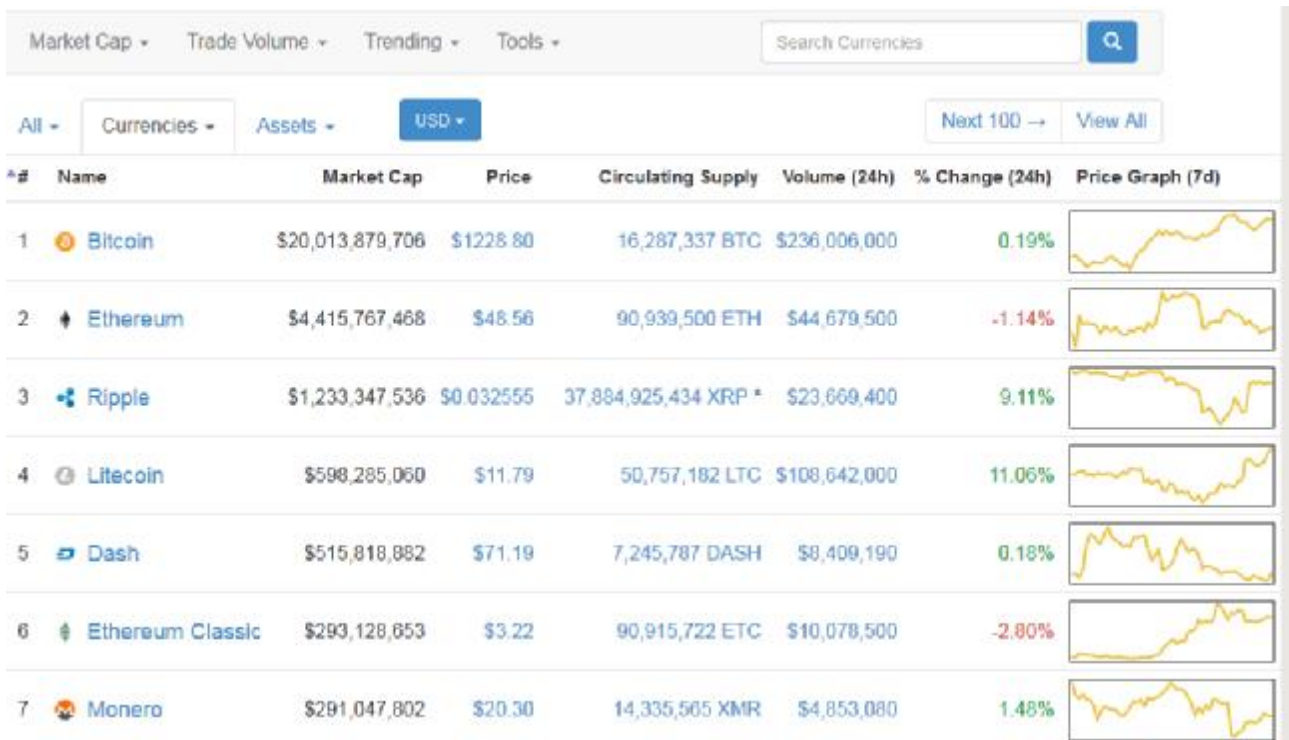 Market Cap Trade Volume Trending Tools Search Currencies
All Currencies Assets USD Next 100 → View All
# Name Market Cap Price Circulating Supply Volume (24h) % Change (24h) Price Graph (7d)
1 Bitcoin $20,013,879,706 $1228.80 16,287,337 BTC $236,006,000 0.19%
2 Ethereum $4,415,767,468 $48.56 90,939,500 ETH $44,679,500 -1.14%
3 Ripple $1,233,347,536 $0.032555 37,884,925,434 XRP * $23,669,400 9.11%
4 Litecoin $598,285,060 $11.79 50,757,182 LTC $108,642,000 11.06%
5 Dash $515,818,882 $71.19 7,245,787 DASH $8,409,190 0.18%
6 Ethereum Classic $293,128,653 $3.22 90,915,722 ETC $10,078,500 -2.80%
7 Monero $291,047,802 $20.30 14,335,565 XMR $4,853,080 1.48%